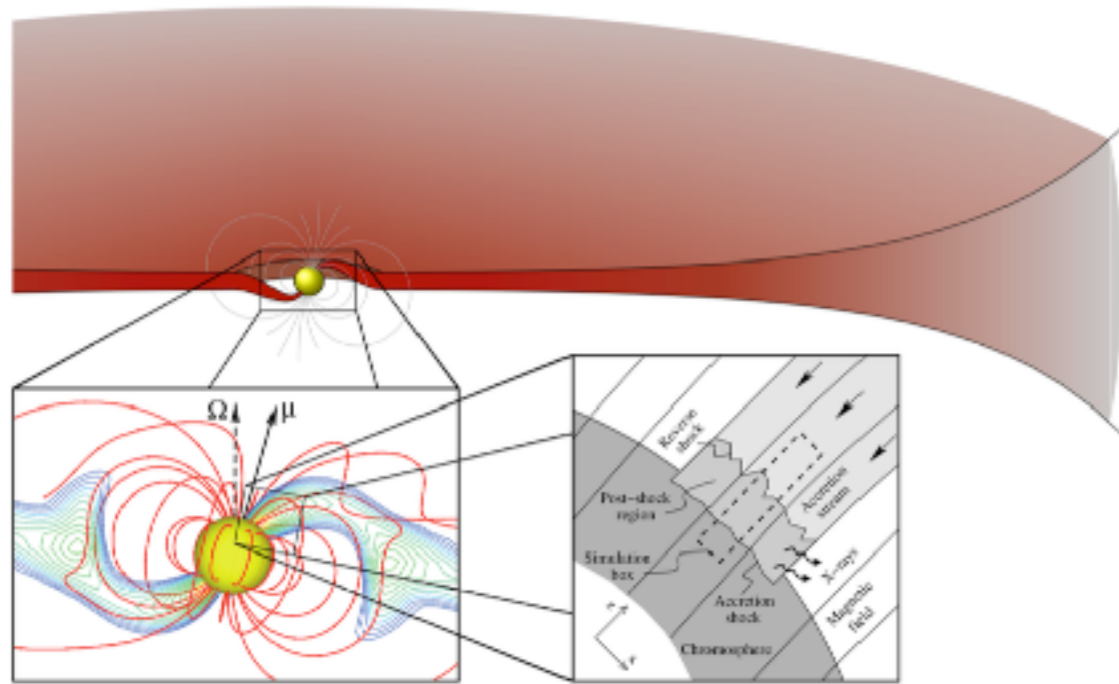 Ω
μ
Reverse
shock
Post-shock
region
Simulation
box
Accretion
shock
Chromosphere
Accretion
stream
X-rays
Magnetic
field